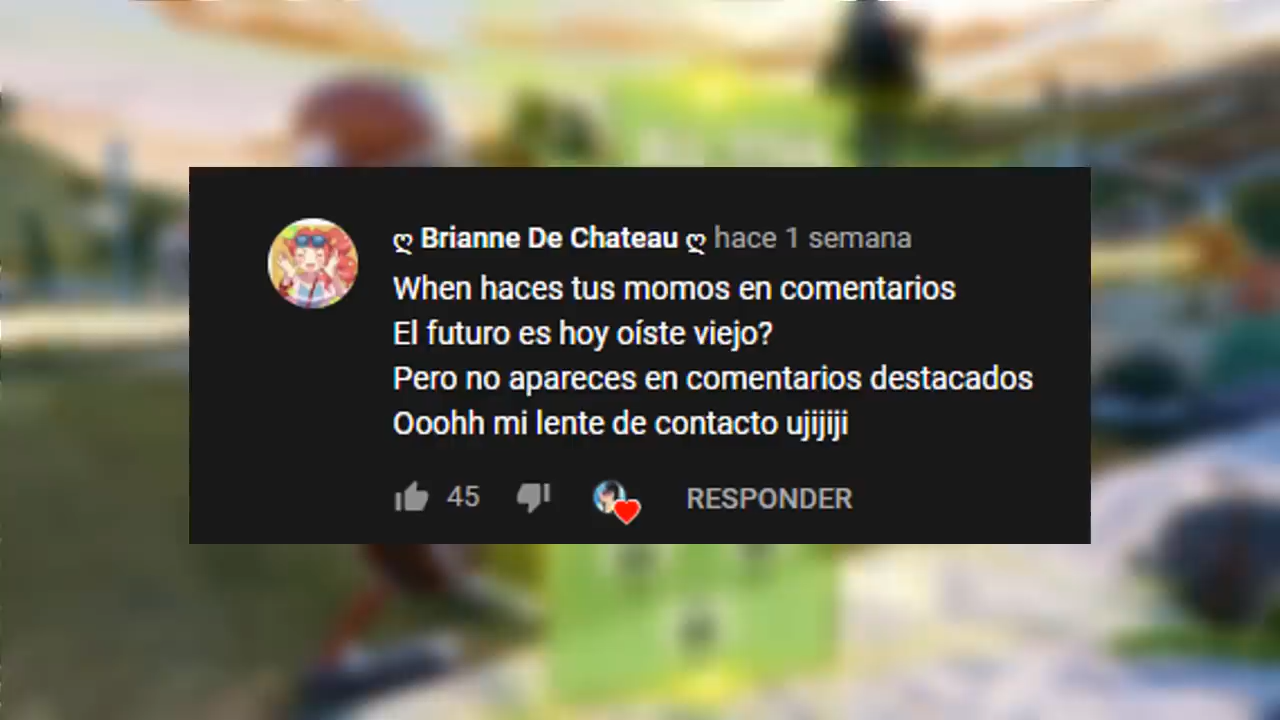 ღ Brianne De Chateau ღ hace 1 semana
When haces tus momos en comentarios
El futuro es hoy oíste viejo?
Pero no apareces en comentarios destacados
Ooohh mi lente de contacto ujijiji
45 RESPONDER